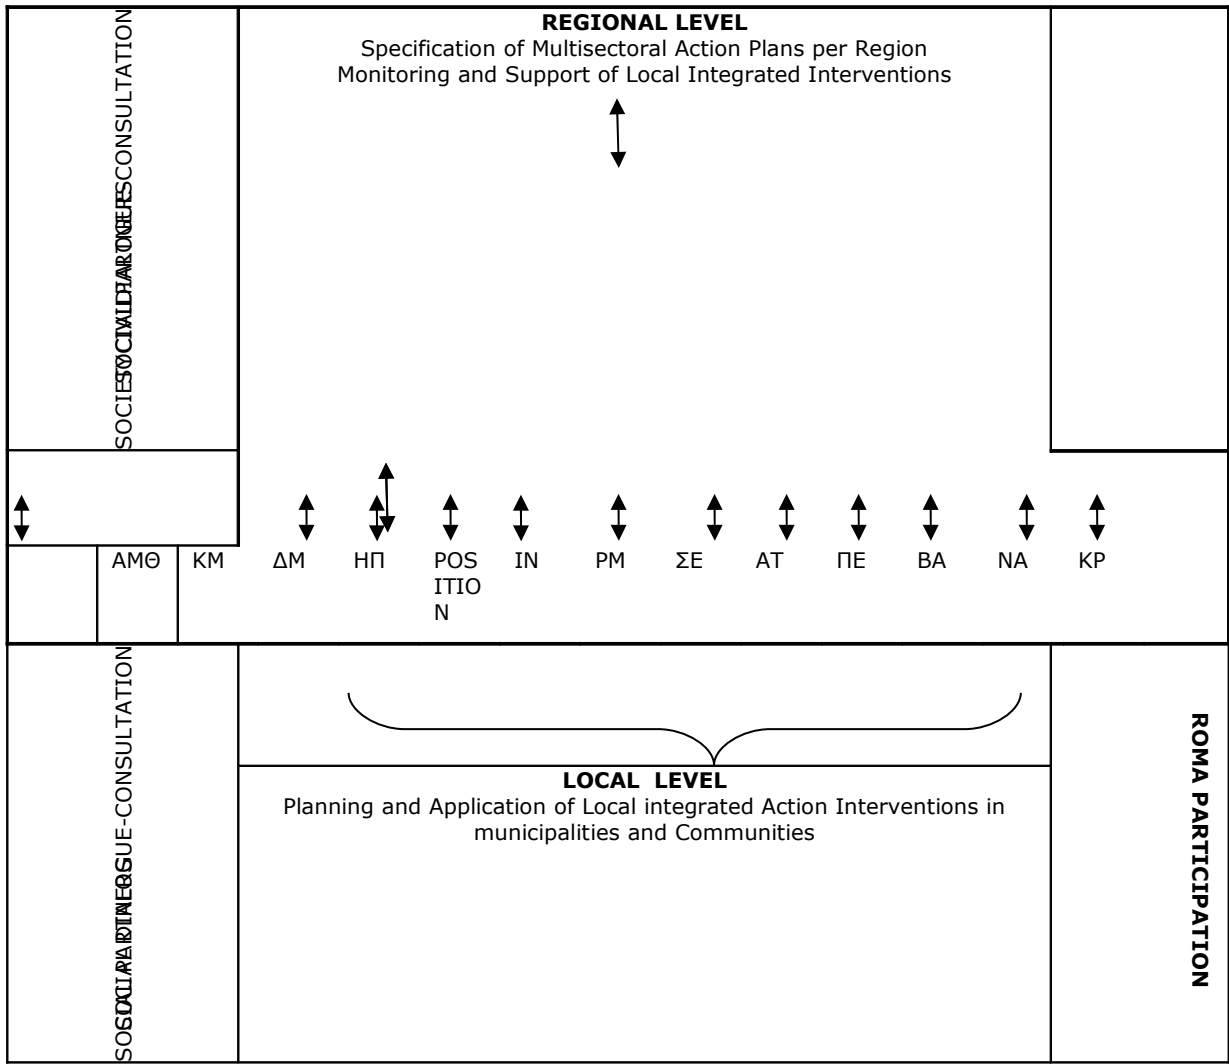 REGIONAL LEVEL
Specification of Multisectoral Action Plans per Region
Monitoring and Support of Local Integrated Interventions
ΑΜΘ
ΚΜ
ΔΜ
ΗΠ
POS
ITIO
N
ΙΝ
ΡΜ
ΣΕ
ΑΤ
ΠΕ
ΒΑ
ΝΑ
ΚΡ
LOCAL LEVEL
Planning and Application of Local integrated Action Interventions in
municipalities and Communities
ROMA PARTICIPATION